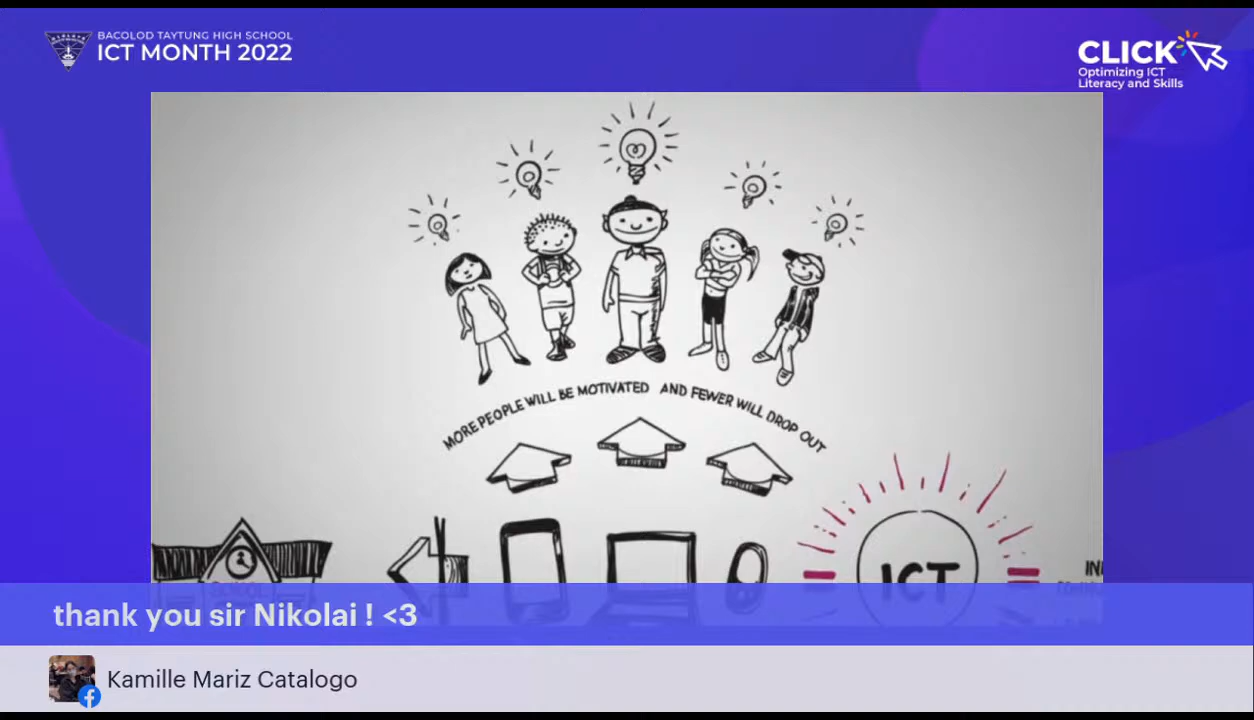 BACOLOD TAYTUNG HIGH SCHOOL
ICT MONTH 2022
CLICK
Optimizing ICT
Literacy and Skills
MORE PEOPLE WILL BE MOTIVATED AND FEWER WILL DROP OUT
= ICT =
thank you sir Nikolai ! <3
Kamille Mariz Catalogo